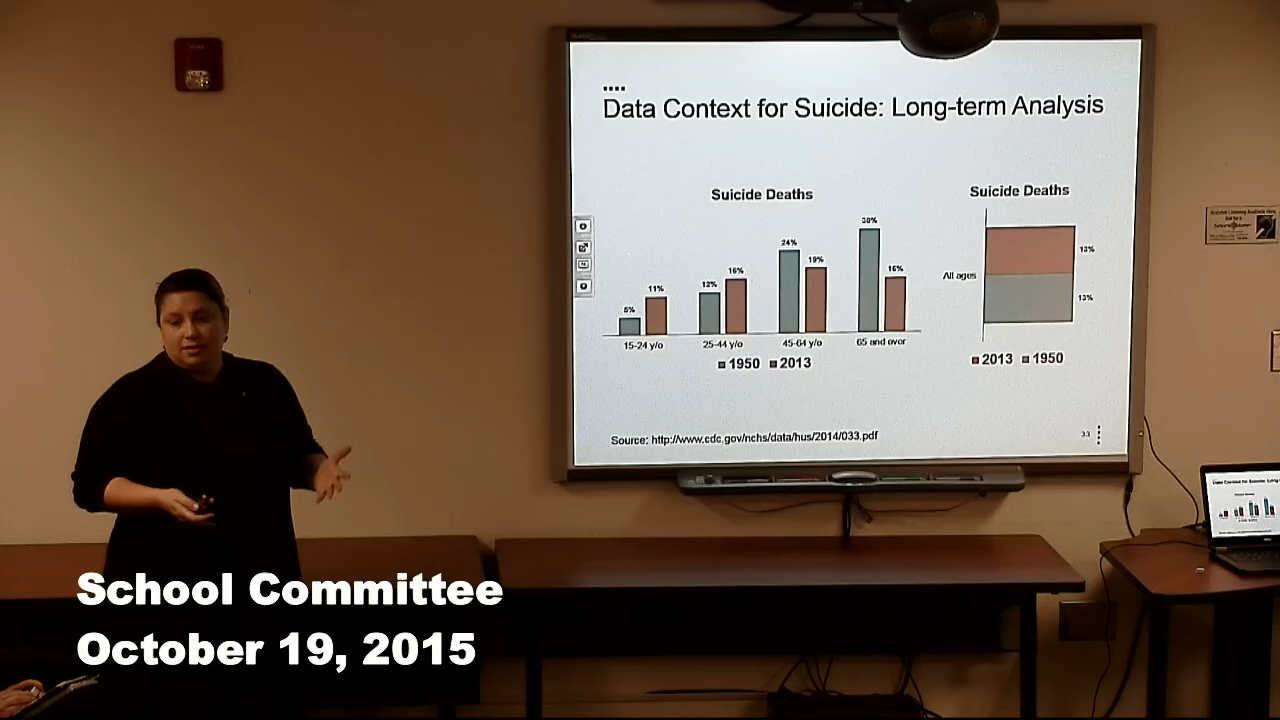 Data Context for Suicide: Long-term Analysis
Suicide Deaths
5%
11%
12%
16%
24%
19%
30%
16%
15-24 y/o
25-44 y/o
45-64 y/o
65 and over
1950 2013
Suicide Deaths
All ages
13%
13%
2013 1950
Source: http://www.cdc.gov/nchs/data/hus/2014/033.pdf
33
School Committee
October 19, 2015